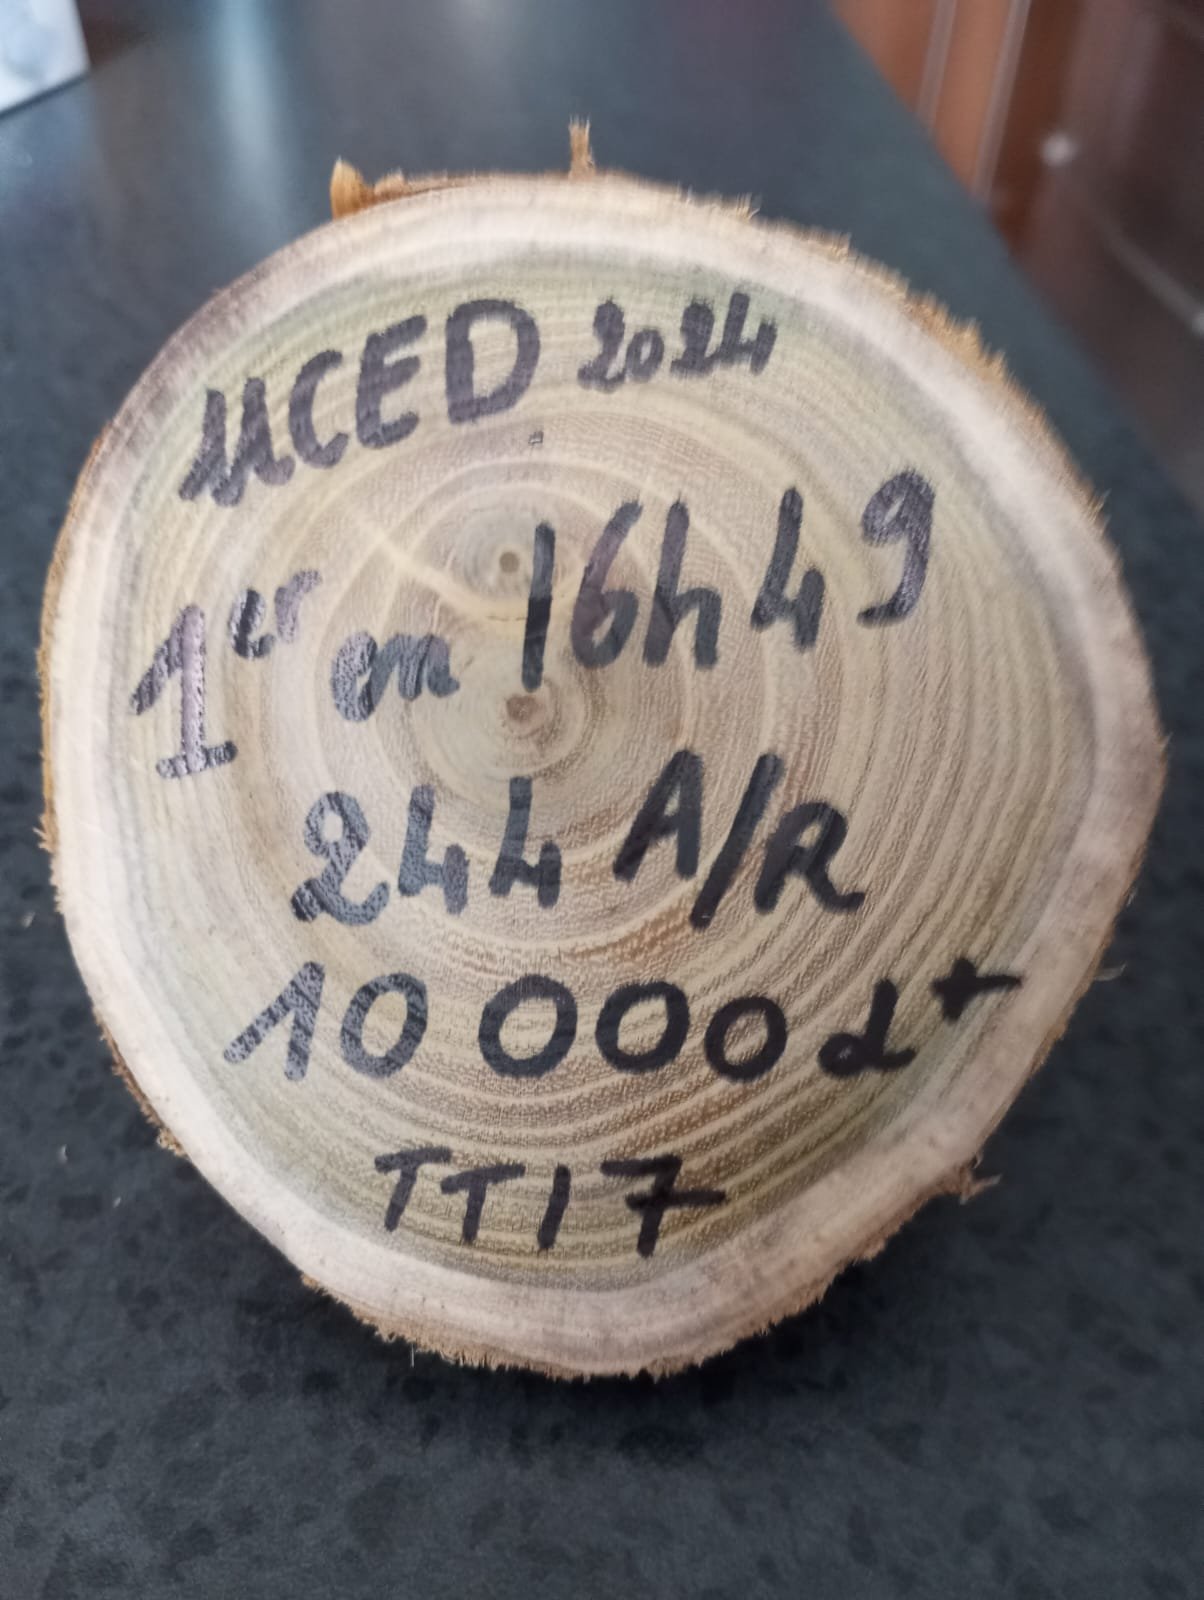 UCED 2024
1er en 16h49
244 A/R
10 000 d+
TT17